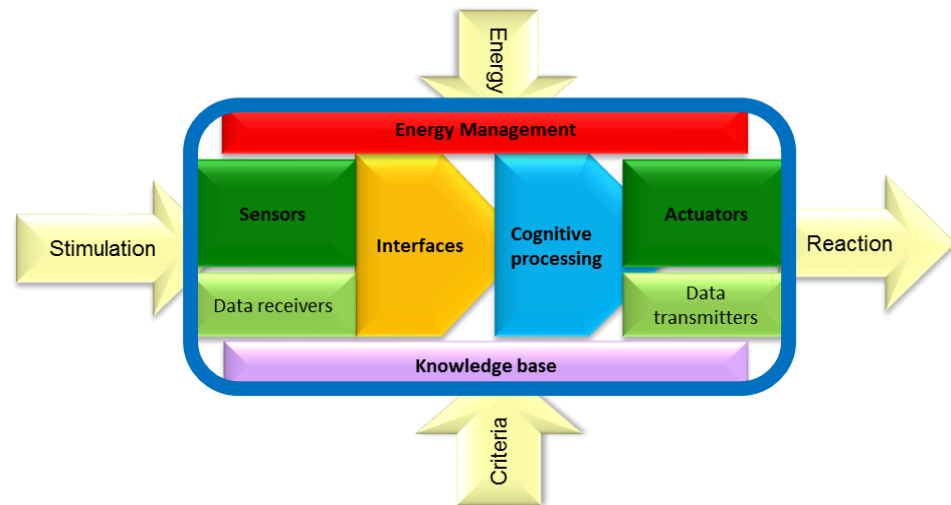 Energy
Energy Management
Stimulation
Sensors
Data receivers
Interfaces
Cognitive
processing
Actuators
Data
transmitters
Reaction
Knowledge base
Criteria